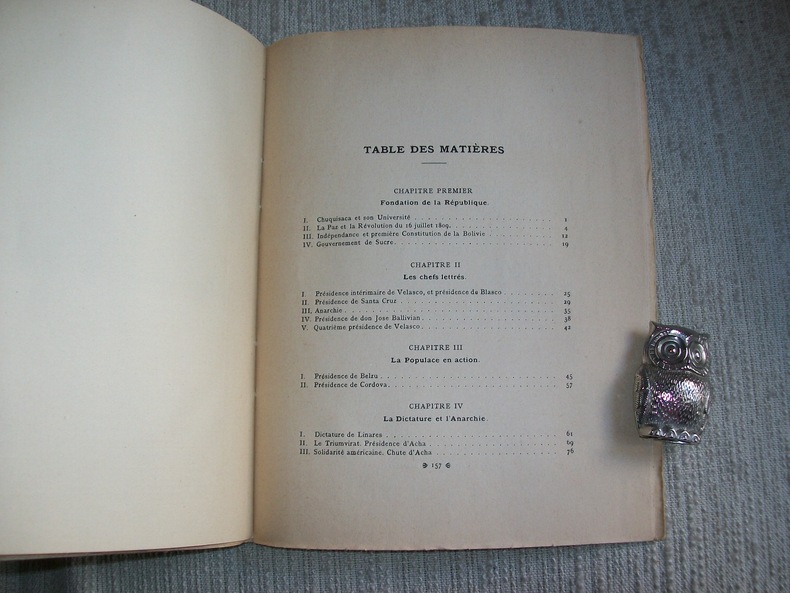 TABLE DES MATIÈRES
CHAPITRE PREMIER
Fondation de la République.
I. Chuquisaca et son Université . . . . . . . . . . . . . . . . 1
II. La Paz et la Révolution du 16 juillet 1809. . . . . . . . . . . . 4
III. Indépendance et première Constitution de la Bolivie . . . . . . . . 12
IV. Gouvernement de Sucre. . . . . . . . . . . . . . . . . . 19
CHAPITRE II
Les chefs lettrés.
I. Présidence intérimaire de Velasco, et présidence de Blasco . . . . . . . 25
II. Présidence de Santa Cruz . . . . . . . . . . . . . . . . . 29
III. Anarchie . . . . . . . . . . . . . . . . . . . . . . . 35
IV. Présidence de don Jose Ballivian . . . . . . . . . . . . . . 38
V. Quatrième présidence de Velasco . . . . . . . . . . . . . . . 42
CHAPITRE III
La Populace en action.
I. Présidence de Belzu . . . . . . . . . . . . . . . . . . . 45
II. Présidence de Cordova . . . . . . . . . . . . . . . . . . 57
CHAPITRE IV
La Dictature et l'Anarchie.
I. Dictature de Linares . . . . . . . . . . . . . . . . . . 61
II. Le Triumvirat. Présidence d'Acha . . . . . . . . . . . . . . 69
III. Solidarité américaine. Chute d'Acha . . . . . . . . . . . . . 76
157